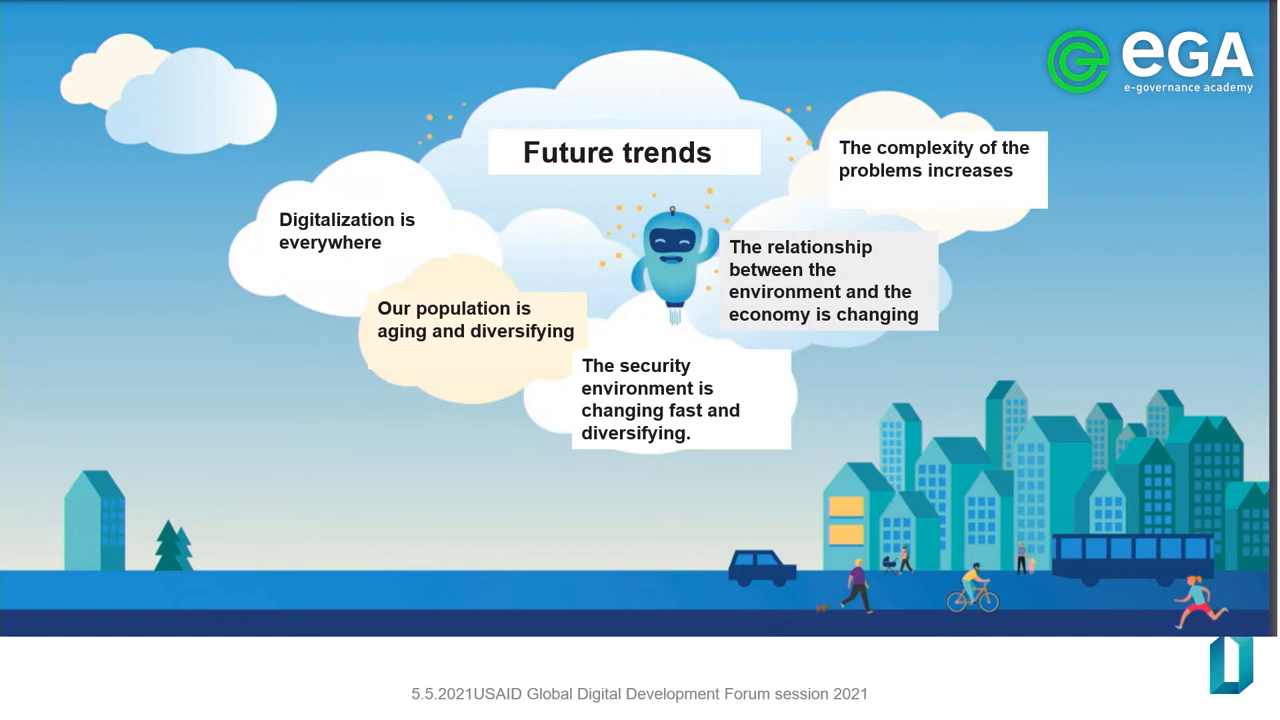 eGA
e-governance academy
Future trends
The complexity of the
problems increases
Digitalization is
everywhere
The relationship
between the
environment and the
economy is changing
Our population is
aging and diversifying
The security
environment is
changing fast and
diversifying.
5.5.2021USAID Global Digital Development Forum session 2021